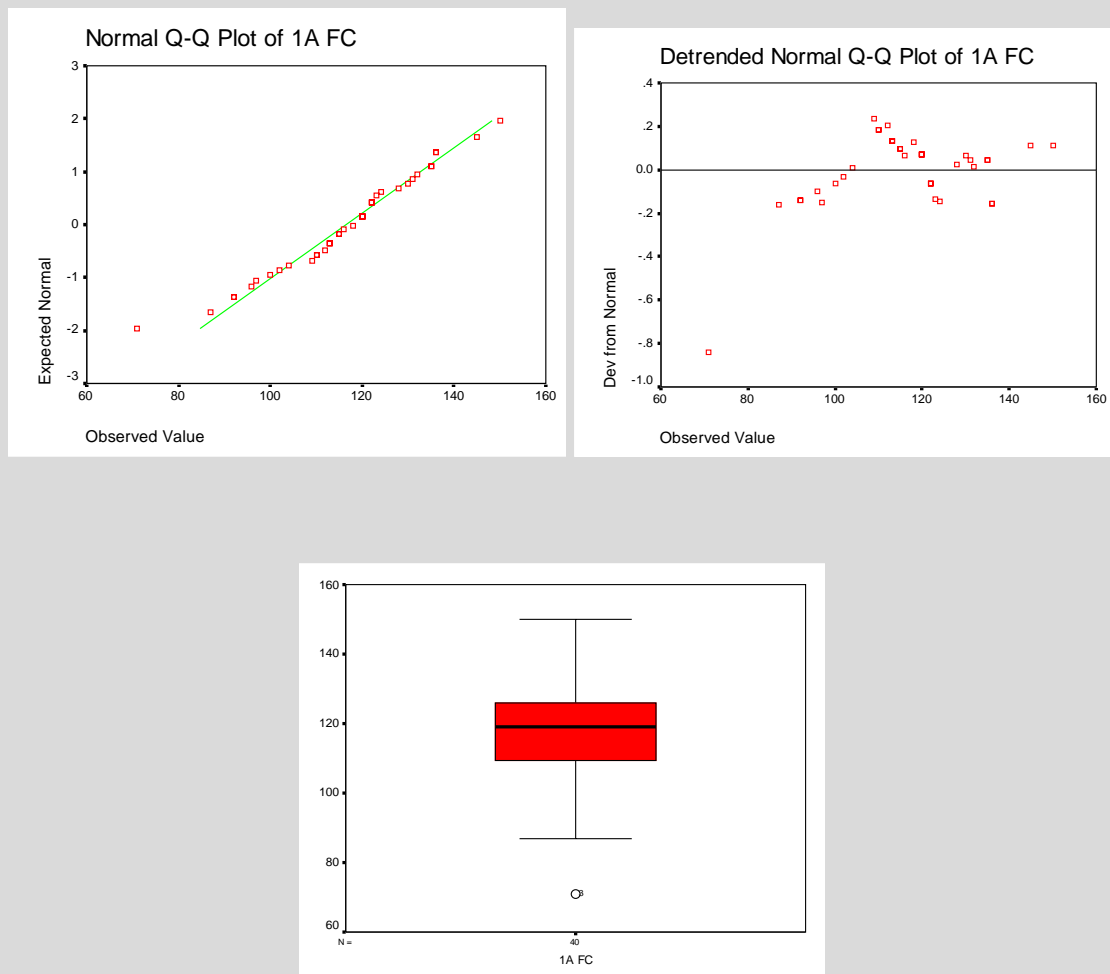 Normal Q-Q Plot of 1A FC
3
2
1
0
-1
-2
-3
Expected Normal
60 80 100 120 140 160
Observed Value
Detrended Normal Q-Q Plot of 1A FC
.4
.2
0.0
-.2
-.4
-.6
-.8
-1.0
Dev from Normal
60 80 100 120 140 160
Observed Value
160
140
120
100
80
60
N = 40
1A FC